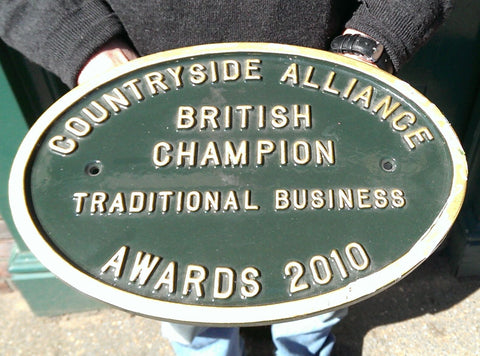 COUNTRYSIDE ALLIANCE
BRITISH
CHAMPION
TRADITIONAL BUSINESS
AWARDS 2010